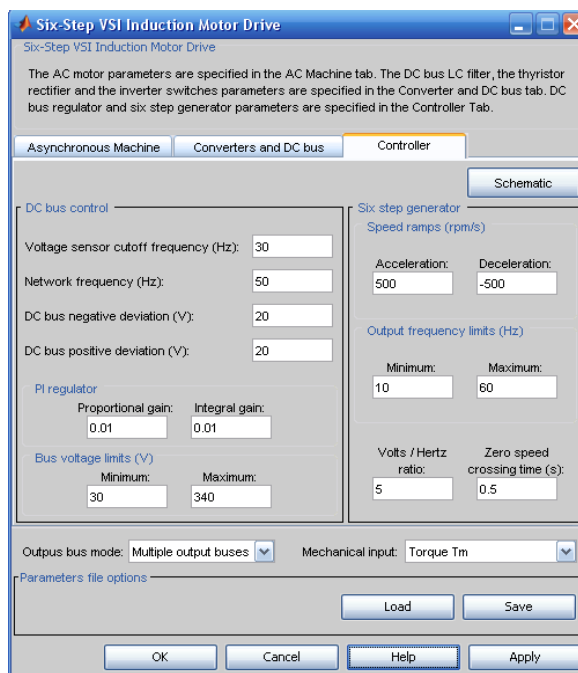 Six-Step VSI Induction Motor Drive
Six-Step VSI Induction Motor Drive
The AC motor parameters are specified in the AC Machine tab. The DC bus LC filter, the thyristor
rectifier and the inverter switches parameters are specified in the Converter and DC bus tab. DC
bus regulator and six step generator parameters are specified in the Controller Tab.
Asynchronous Machine Converters and DC bus Controller
Schematic
DC bus control
Voltage sensor cutoff frequency (Hz): 30
Network frequency (Hz): 50
DC bus negative deviation (V): 20
DC bus positive deviation (V): 20
PI regulator
Proportional gain: Integral gain:
0.01 0.01
Bus voltage limits (V)
Minimum: Maximum:
30 340
Six step generator
Speed ramps (rpm/s)
Acceleration: Deceleration:
500 -500
Output frequency limits (Hz)
Minimum: Maximum:
10 60
Volts / Hertz
ratio:
5
Zero speed
crossing time (s):
0.5
Outpus bus mode: Multiple output buses Mechanical input: Torque Tm
Parameters file options
Load Save
OK Cancel Help Apply